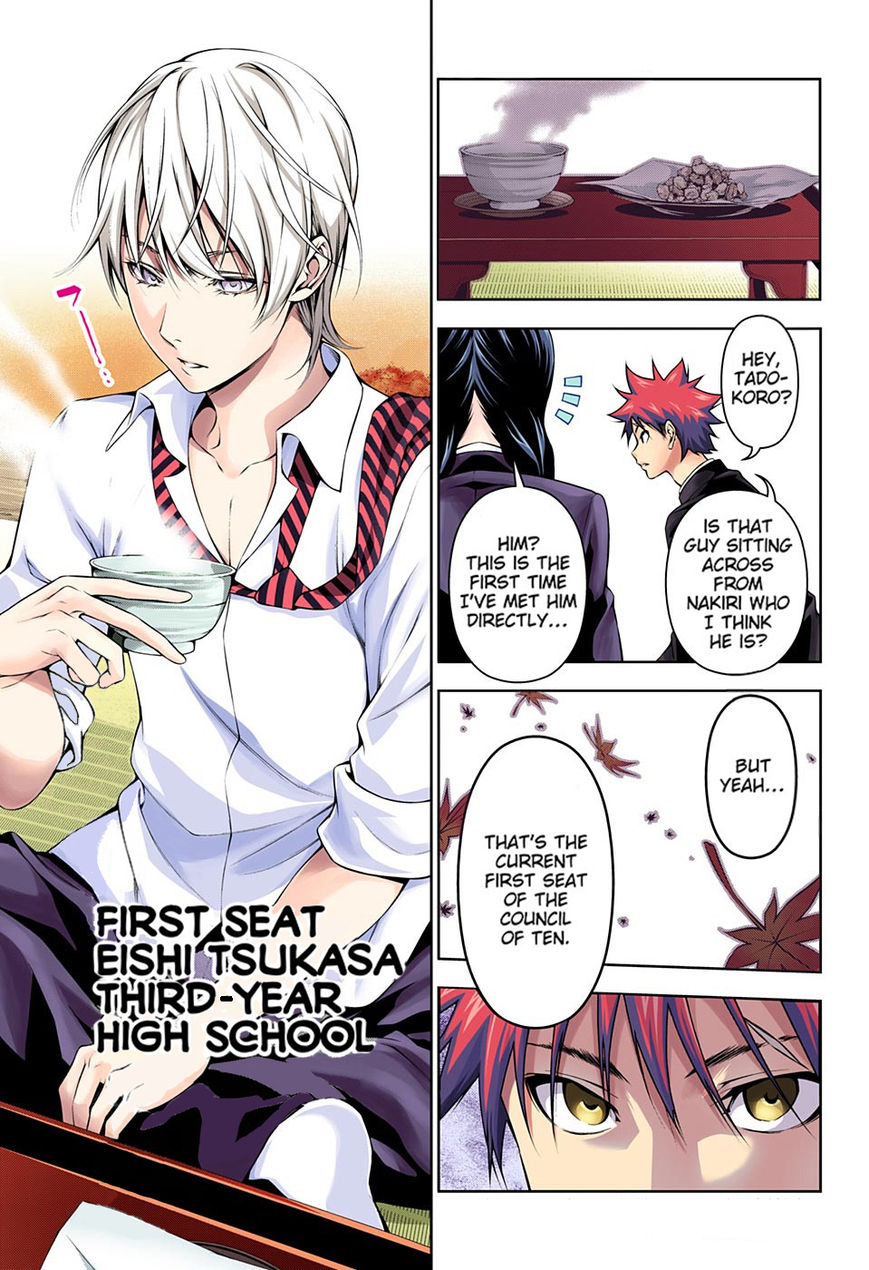 HEY,
TADO-
KORO?
IS THAT
GUY SITTING
ACROSS
FROM
NAKIRI WHO
I THINK
HE IS?
HIM?
THIS IS THE
FIRST TIME
I'VE MET HIM
DIRECTLY...
BUT
YEAH...
THAT'S THE
CURRENT
FIRST SEAT
OF THE
COUNCIL
OF TEN.
フー…
FIRST SEAT
EISHI TSUKASA
THIRD-YEAR
HIGH SCHOOL